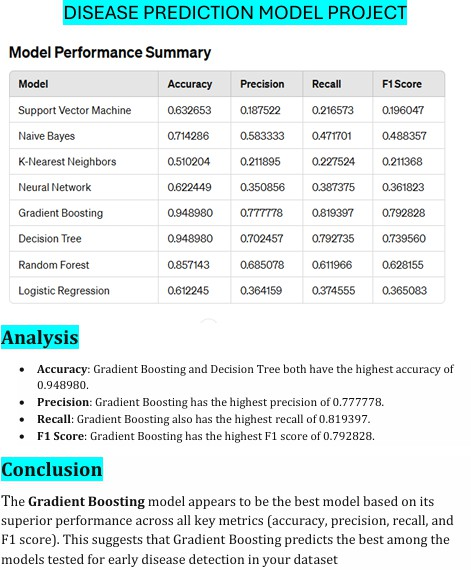 DISEASE PREDICTION MODEL PROJECT
Model Performance Summary
Model Accuracy Precision Recall F1 Score
Support Vector Machine 0.632653 0.187522 0.216573 0.196047
Naive Bayes 0.714286 0.583333 0.471701 0.488357
K-Nearest Neighbors 0.510204 0.211895 0.227524 0.211368
Neural Network 0.622449 0.350856 0.387375 0.361823
Gradient Boosting 0.948980 0.777778 0.819397 0.792828
Decision Tree 0.948980 0.702457 0.792735 0.739560
Random Forest 0.857143 0.685078 0.611966 0.628155
Logistic Regression 0.612245 0.364159 0.374555 0.365083
Analysis
• Accuracy: Gradient Boosting and Decision Tree both have the highest accuracy of
0.948980.
• Precision: Gradient Boosting has the highest precision of 0.777778.
• Recall: Gradient Boosting also has the highest recall of 0.819397.
• F1 Score: Gradient Boosting has the highest F1 score of 0.792828.
Conclusion
The Gradient Boosting model appears to be the best model based on its
superior performance across all key metrics (accuracy, precision, recall, and
F1 score). This suggests that Gradient Boosting predicts the best among the
models tested for early disease detection in your dataset